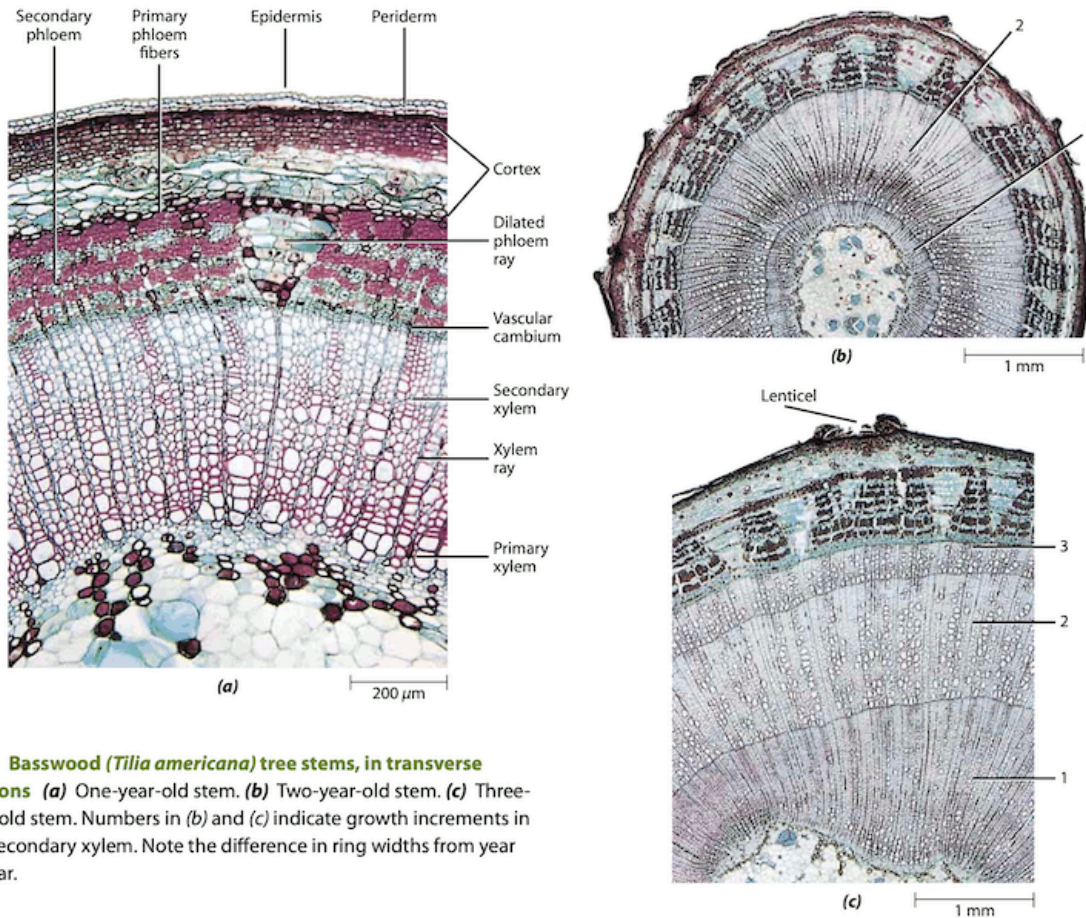 Secondary
phloem
Primary
phloem
fibers
Epidermis
Periderm
Cortex
Dilated
phloem
ray
Vascular
cambium
Secondary
xylem
Xylem
ray
Primary
xylem
(a)
200 µm
2
(b)
1 mm
Lenticel
3
2
1
(c)
1 mm
Basswood (Tilia americana) tree stems, in transverse
ons (a) One-year-old stem. (b) Two-year-old stem. (c) Three-
old stem. Numbers in (b) and (c) indicate growth increments in
econdary xylem. Note the difference in ring widths from year
ar.